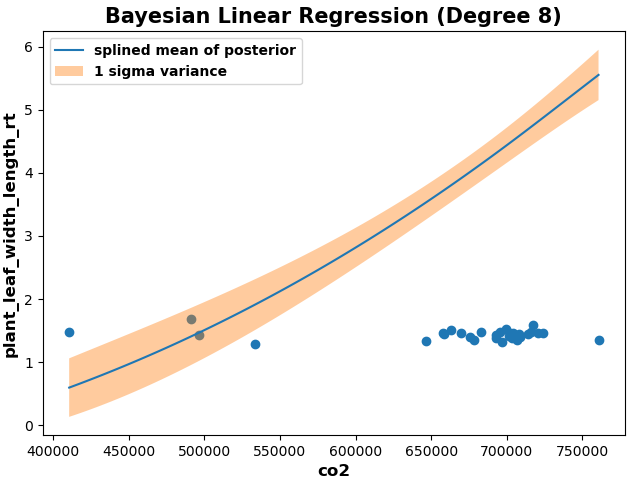 Bayesian Linear Regression (Degree 8)
splined mean of posterior
1 sigma variance
6
5
4
3
2
1
0
plant_leaf_width_length_rt
400000 450000 500000 550000 600000 650000 700000 750000
co2